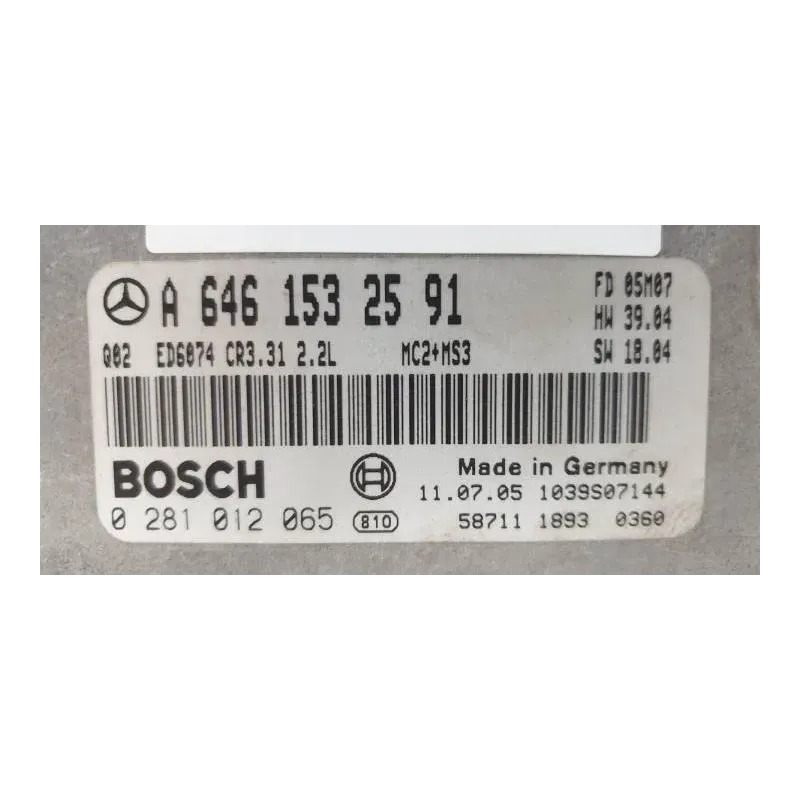 A 646 153 25 91
FD 05M07
HW 39.04
Q02 ED6074 CR3.31 2.2L MC2+MS3 SW 18.04
BOSCH Made in Germany
11.07.05 1039S07144
0 281 012 065 810 58711 1893 0360